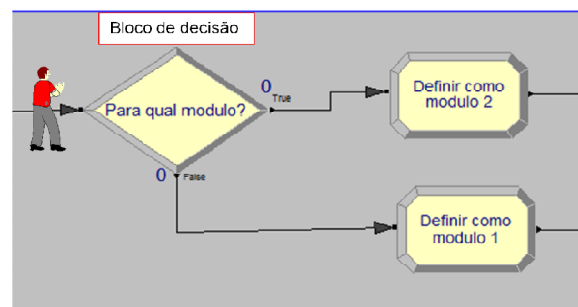 Bloco de decisão
Para qual modulo?
0
True
0
False
Definir como
modulo 2
Definir como
modulo 1